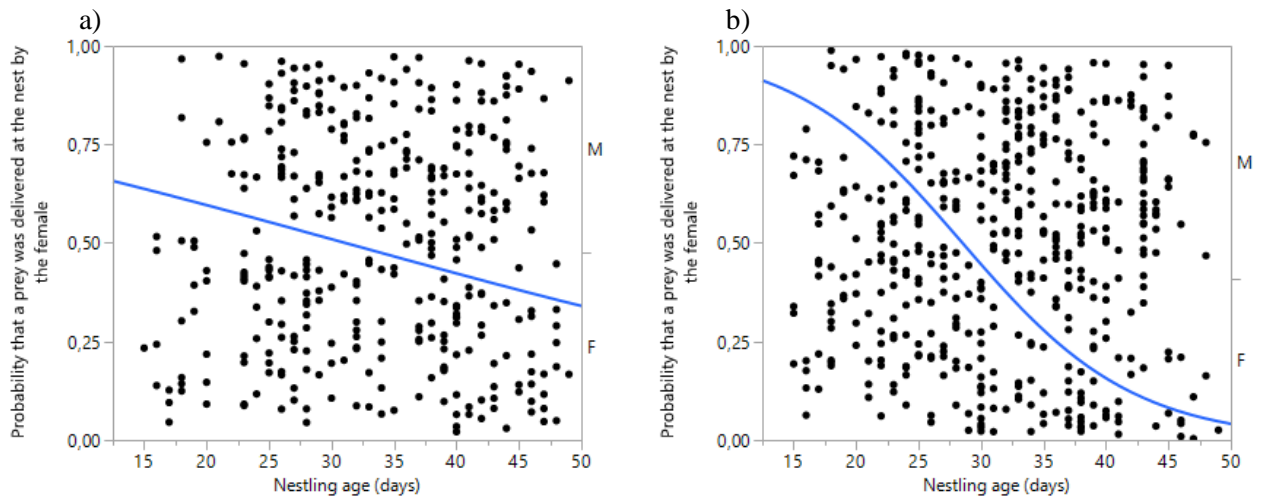 a)
Probability that a prey was delivered at the nest by
the female
1,00
0,75
0,50
0,25
0,00
15 20 25 30 35 40 45 50
Nestling age (days)
M
F
b)
Probability that a prey was delivered at the nest by
the female
1,00
0,75
0,50
0,25
0,00
15 20 25 30 35 40 45 50
Nestling age (days)
M
F